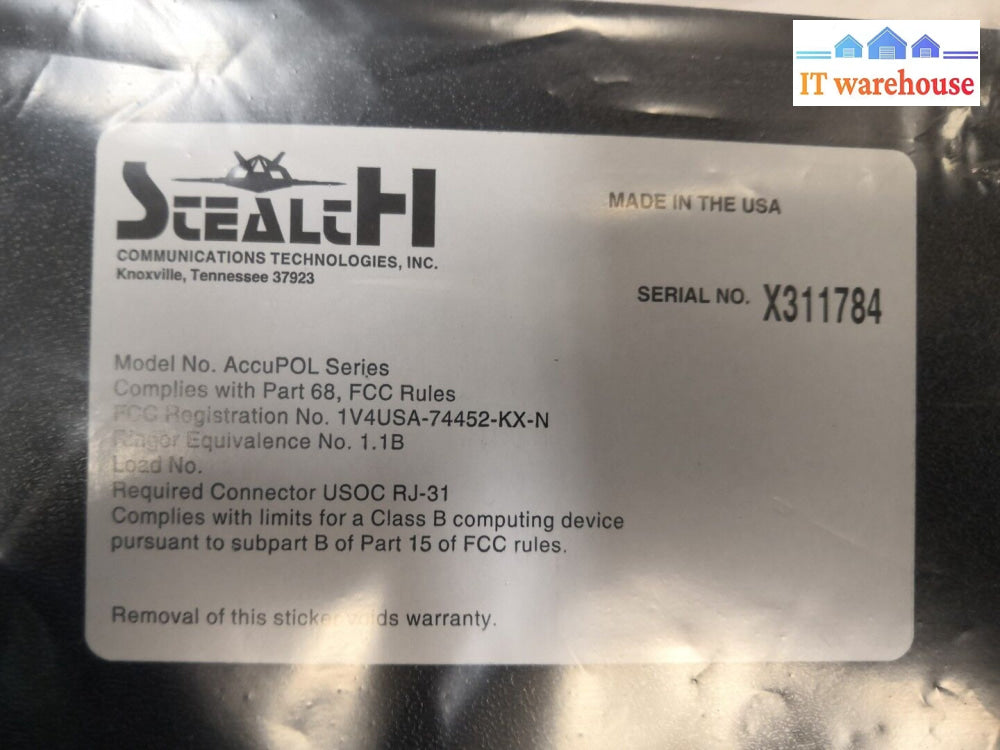 IT warehouse
STEALTH
COMMUNICATIONS TECHNOLOGIES, INC.
Knoxville, Tennessee 37923
MADE IN THE USA
SERIAL NO. X311784
Model No. AccuPOL Series
Complies with Part 68, FCC Rules
FCC Registration No. 1V4USA-74452-KX-N
Ringer Equivalence No. 1.1B
Load No.
Required Connector USOC RJ-31
Complies with limits for a Class B computing device
pursuant to subpart B of Part 15 of FCC rules.
Removal of this sticker voids warranty.